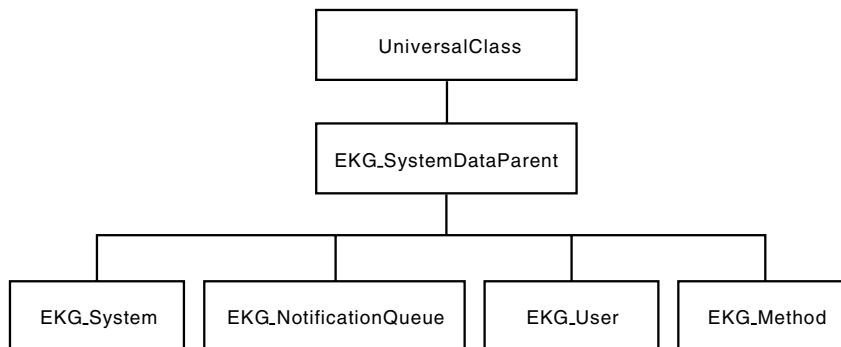 UniversalClass
EKG_SystemDataParent
EKG_System
EKG_NotificationQueue
EKG_User
EKG_Method